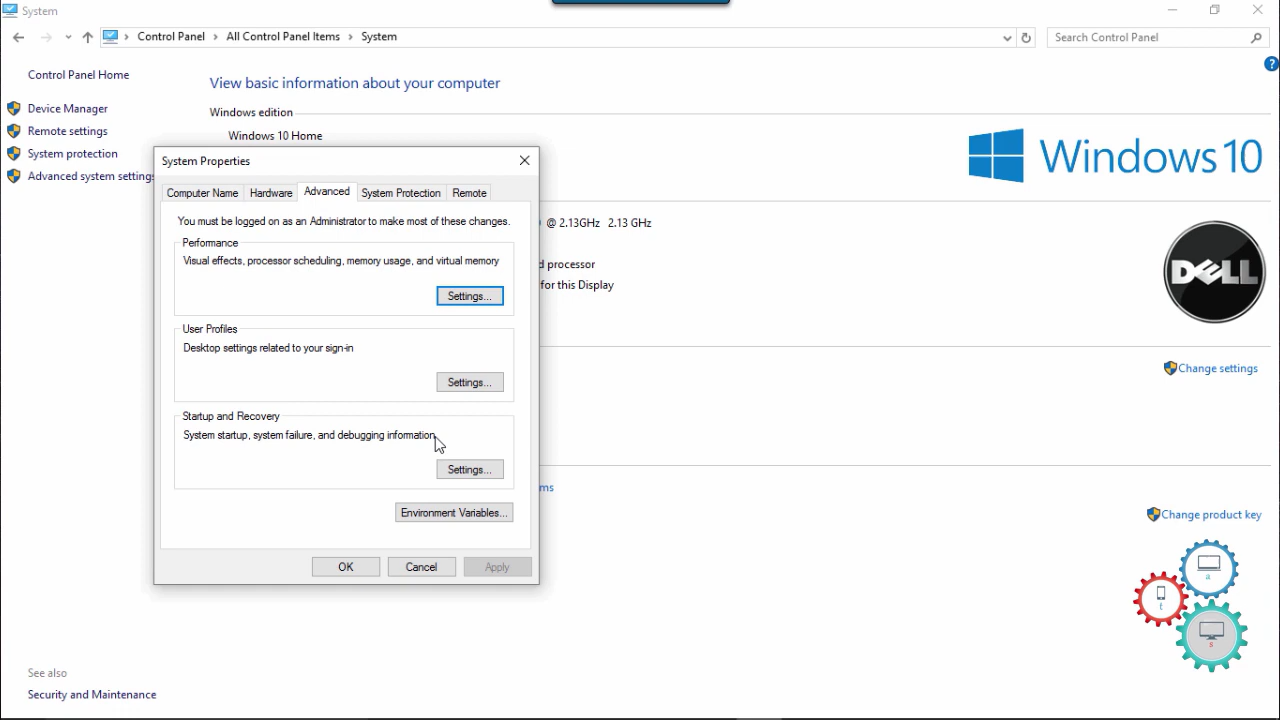 System
Control Panel
All Control Panel Items
System
Search Control Panel
?
Control Panel Home
Device Manager
Remote settings
System protection
Advanced system settings
View basic information about your computer
Windows edition
Windows 10 Home
Windows 10
System Properties
Computer Name
Hardware
Advanced
System Protection
Remote
You must be logged on as an Administrator to make most of these changes.
Performance
Visual effects, processor scheduling, memory usage, and virtual memory
Settings...
User Profiles
Desktop settings related to your sign-in
Settings...
Startup and Recovery
System startup, system failure, and debugging information
Settings...
Environment Variables...
OK
Cancel
Apply
@ 2.13GHz 2.13 GHz
processor
for this Display
DELL
Change settings
Change product key
a
t
s
See also
Security and Maintenance